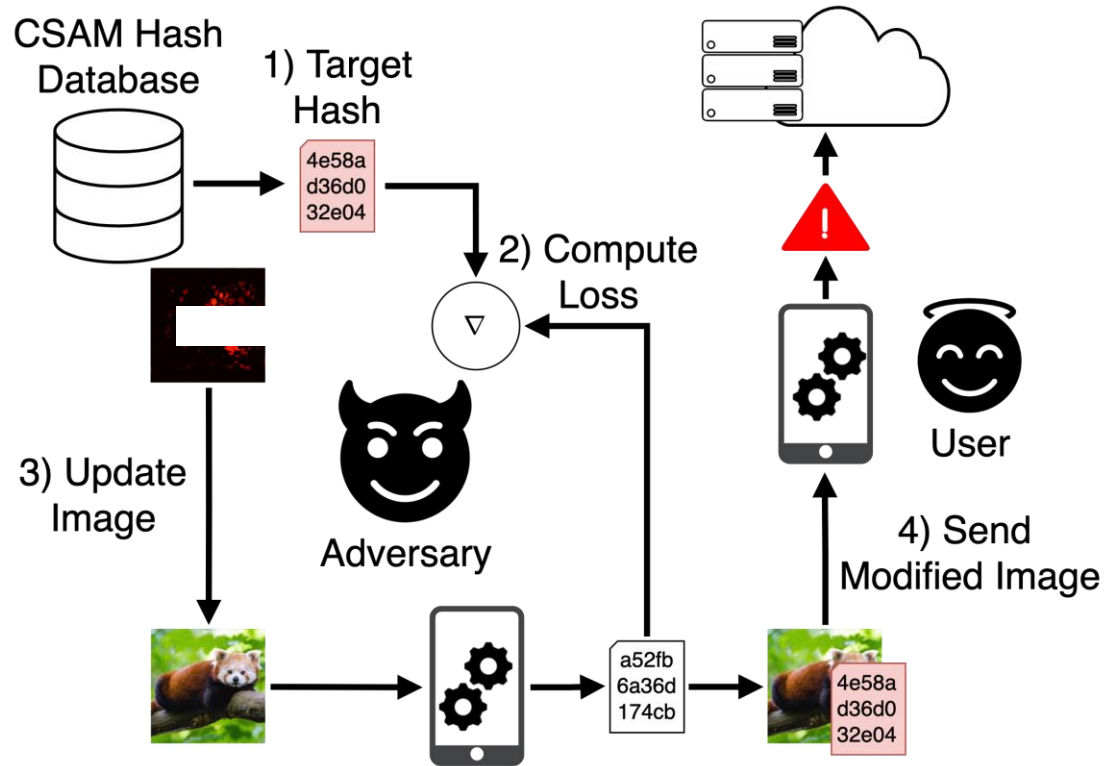 CSAM Hash
Database
1) Target
Hash
4e58a
d36d0
32e04
2) Compute
Loss
∇
!
3) Update
Image
Adversary
User
4) Send
Modified Image
a52fb
6a36d
174cb
4e58a
d36d0
32e04